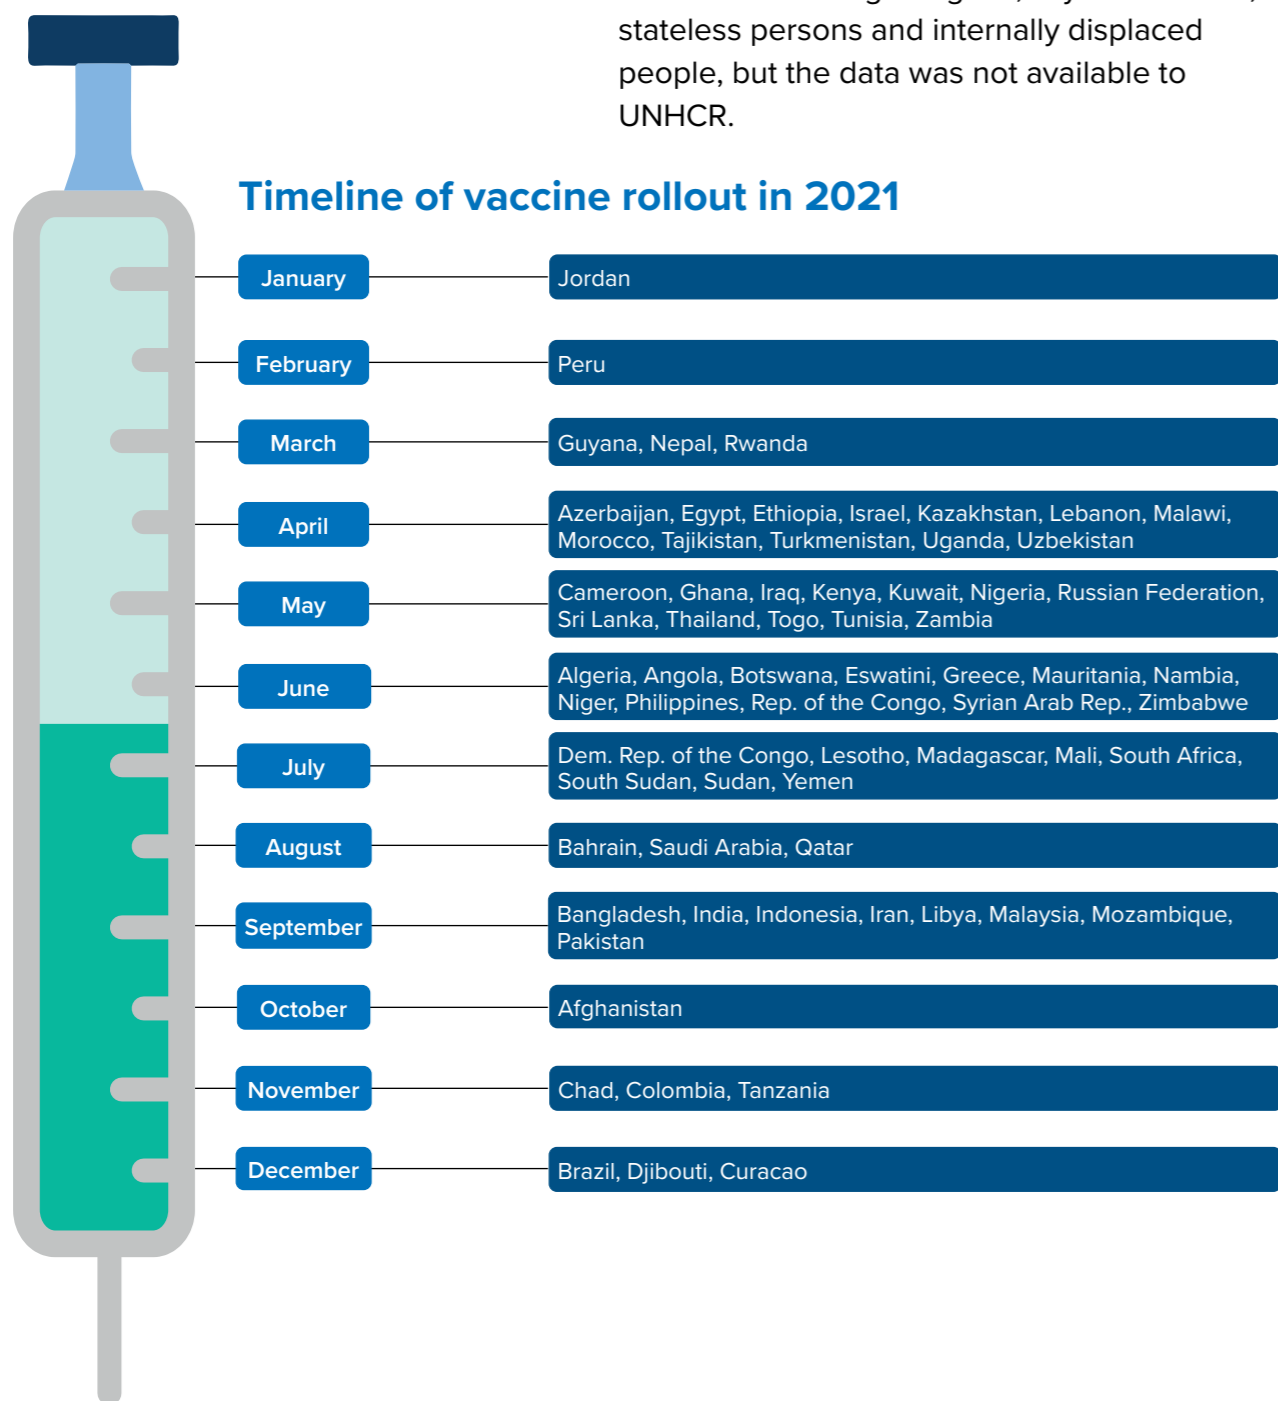 stateless persons and internally displaced
people, but the data was not available to
UNHCR.
Timeline of vaccine rollout in 2021
January
Jordan
February
Peru
March
Guyana, Nepal, Rwanda
April
Azerbaijan, Egypt, Ethiopia, Israel, Kazakhstan, Lebanon, Malawi,
Morocco, Tajikistan, Turkmenistan, Uganda, Uzbekistan
May
Cameroon, Ghana, Iraq, Kenya, Kuwait, Nigeria, Russian Federation,
Sri Lanka, Thailand, Togo, Tunisia, Zambia
June
Algeria, Angola, Botswana, Eswatini, Greece, Mauritania, Nambia,
Niger, Philippines, Rep. of the Congo, Syrian Arab Rep., Zimbabwe
July
Dem. Rep. of the Congo, Lesotho, Madagascar, Mali, South Africa,
South Sudan, Sudan, Yemen
August
Bahrain, Saudi Arabia, Qatar
September
Bangladesh, India, Indonesia, Iran, Libya, Malaysia, Mozambique,
Pakistan
October
Afghanistan
November
Chad, Colombia, Tanzania
December
Brazil, Djibouti, Curacao